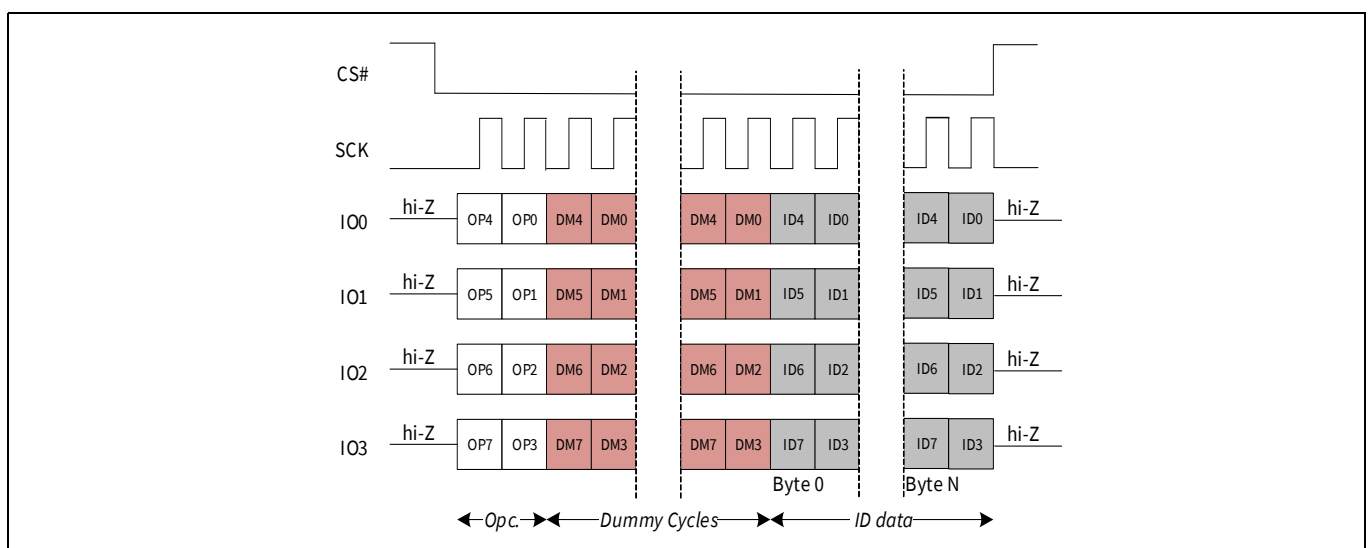 CS#
SCK
IO0 hi-Z OP4 OP0 DM4 DM0 DM4 DM0 ID4 ID0 ID4 ID0 hi-Z
IO1 hi-Z OP5 OP1 DM5 DM1 DM5 DM1 ID5 ID1 ID5 ID1 hi-Z
IO2 hi-Z OP6 OP2 DM6 DM2 DM6 DM2 ID6 ID2 ID6 ID2 hi-Z
IO3 hi-Z OP7 OP3 DM7 DM3 DM7 DM3 ID7 ID3 ID7 ID3 hi-Z
Byte 0 Byte N
Opc. Dummy Cycles ID data